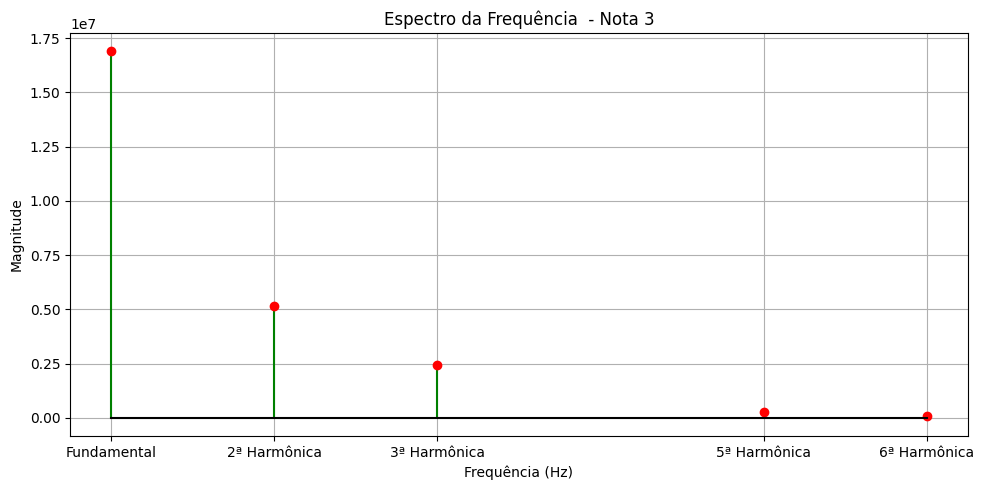 Espectro da Frequência  - Nota 3
1e7
1.75
1.50
1.25
1.00
0.75
0.50
0.25
0.00
Magnitude
Fundamental 2ª Harmônica 3ª Harmônica 5ª Harmônica 6ª Harmônica
Frequência (Hz)